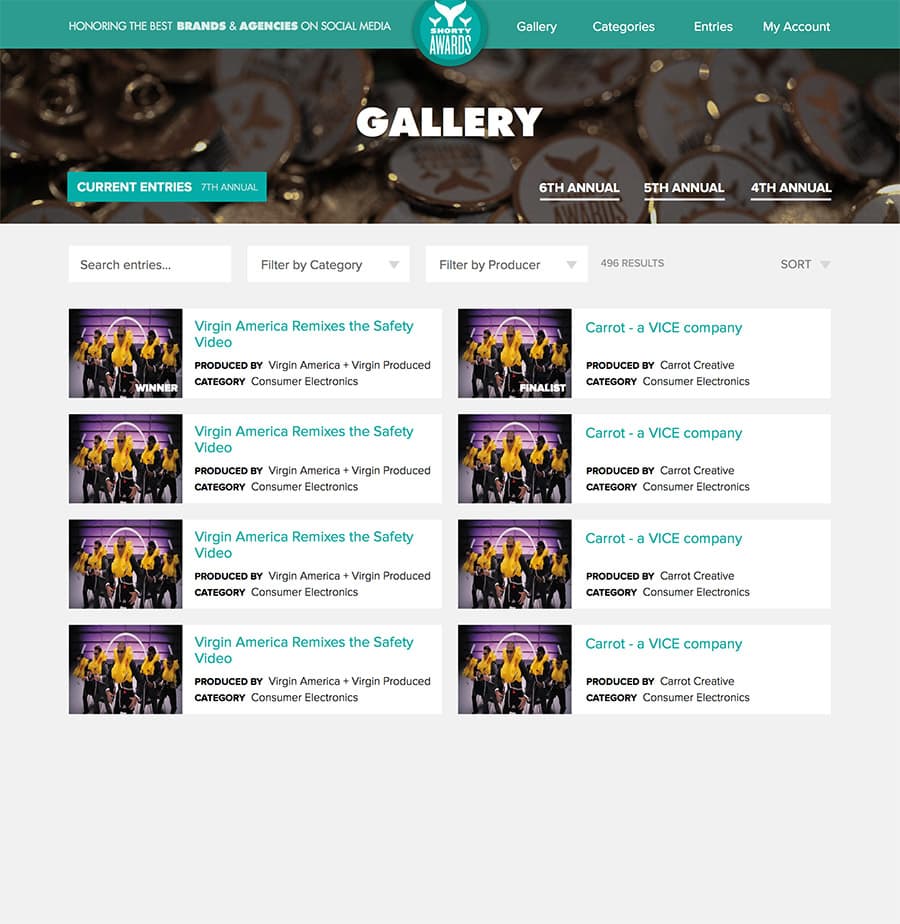 HONORING THE BEST BRANDS & AGENCIES ON SOCIAL MEDIA
SHORTY
AWARDS
Gallery
Categories
Entries
My Account
GALLERY
CURRENT ENTRIES 7TH ANNUAL
6TH ANNUAL
5TH ANNUAL
4TH ANNUAL
AWARDS
Search entries...
Filter by Category
Filter by Producer
496 RESULTS
SORT
WINNER
Virgin America Remixes the Safety
Video
PRODUCED BY Virgin America + Virgin Produced
CATEGORY Consumer Electronics
FINALIST
Carrot - a VICE company
PRODUCED BY Carrot Creative
CATEGORY Consumer Electronics
Virgin America Remixes the Safety
Video
PRODUCED BY Virgin America + Virgin Produced
CATEGORY Consumer Electronics
Carrot - a VICE company
PRODUCED BY Carrot Creative
CATEGORY Consumer Electronics
Virgin America Remixes the Safety
Video
PRODUCED BY Virgin America + Virgin Produced
CATEGORY Consumer Electronics
Carrot - a VICE company
PRODUCED BY Carrot Creative
CATEGORY Consumer Electronics
Virgin America Remixes the Safety
Video
PRODUCED BY Virgin America + Virgin Produced
CATEGORY Consumer Electronics
Carrot - a VICE company
PRODUCED BY Carrot Creative
CATEGORY Consumer Electronics